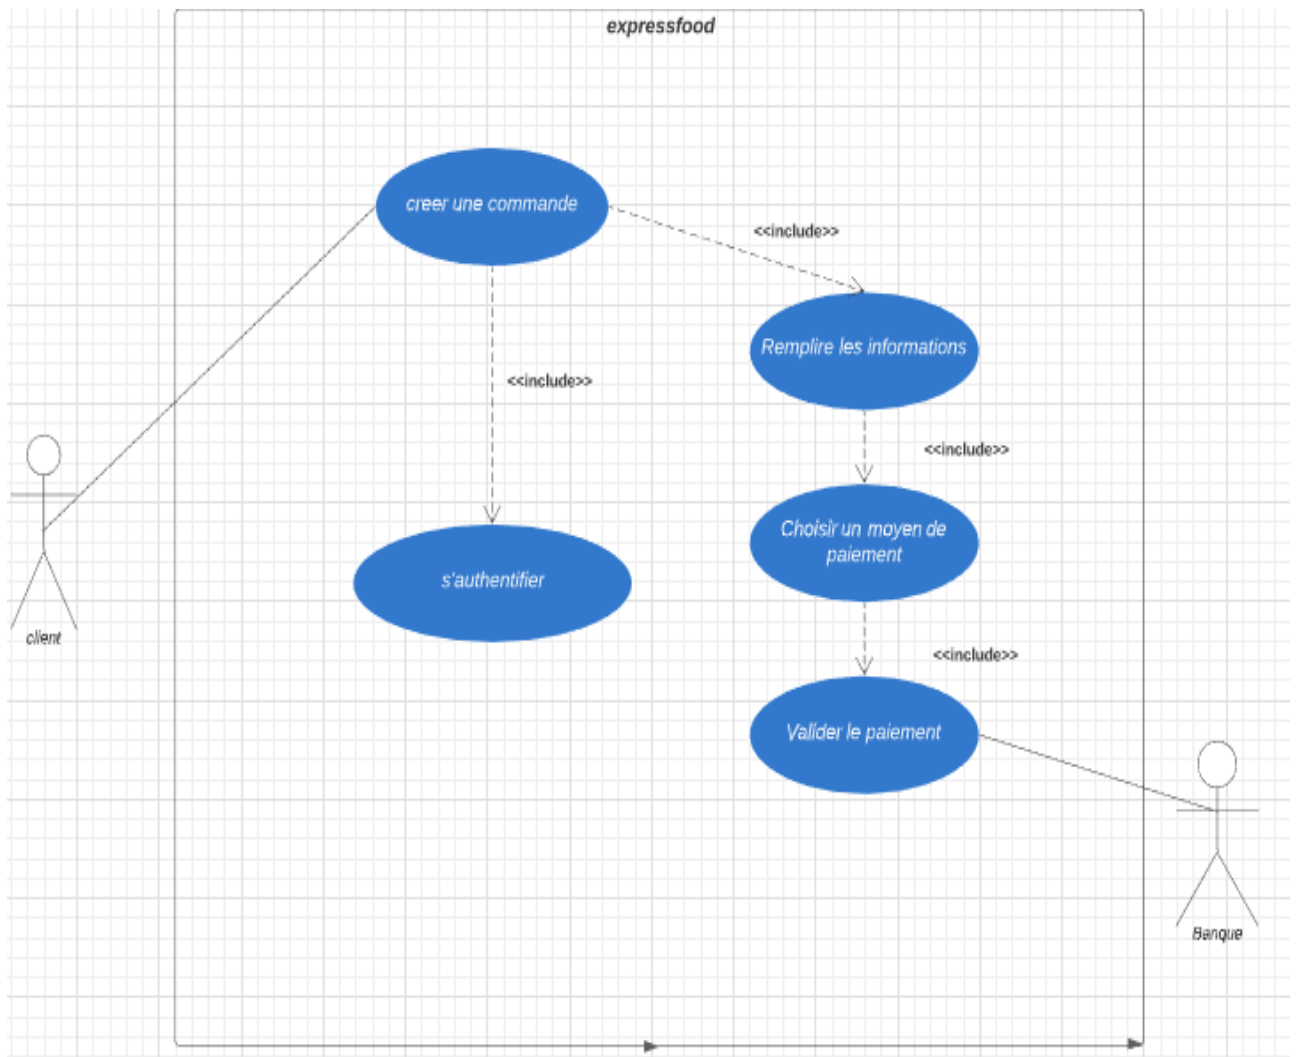 expressfood
creer une commande
<<include>>
Remplire les informations
<<include>>
<<include>>
Choisir un moyen de
paiement
s'authentifier
client
<<include>>
Valider le paiement
Banque